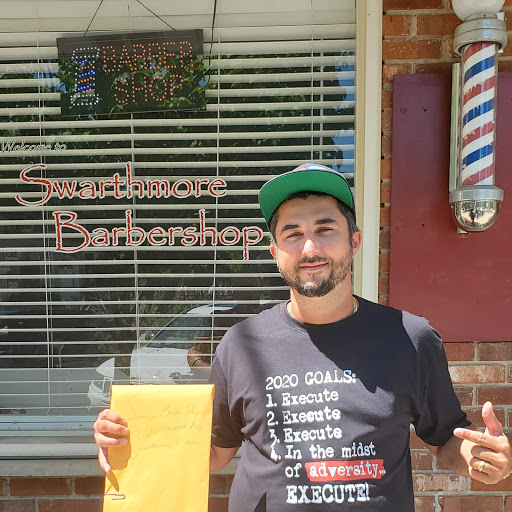 BARBER
SHOP
Welcome to
Swarthmore
Barbershop
2020 GOALS:
1. Execute
2. Execute
3. Execute
4. In the midst
of adversity...
EXECUTE!